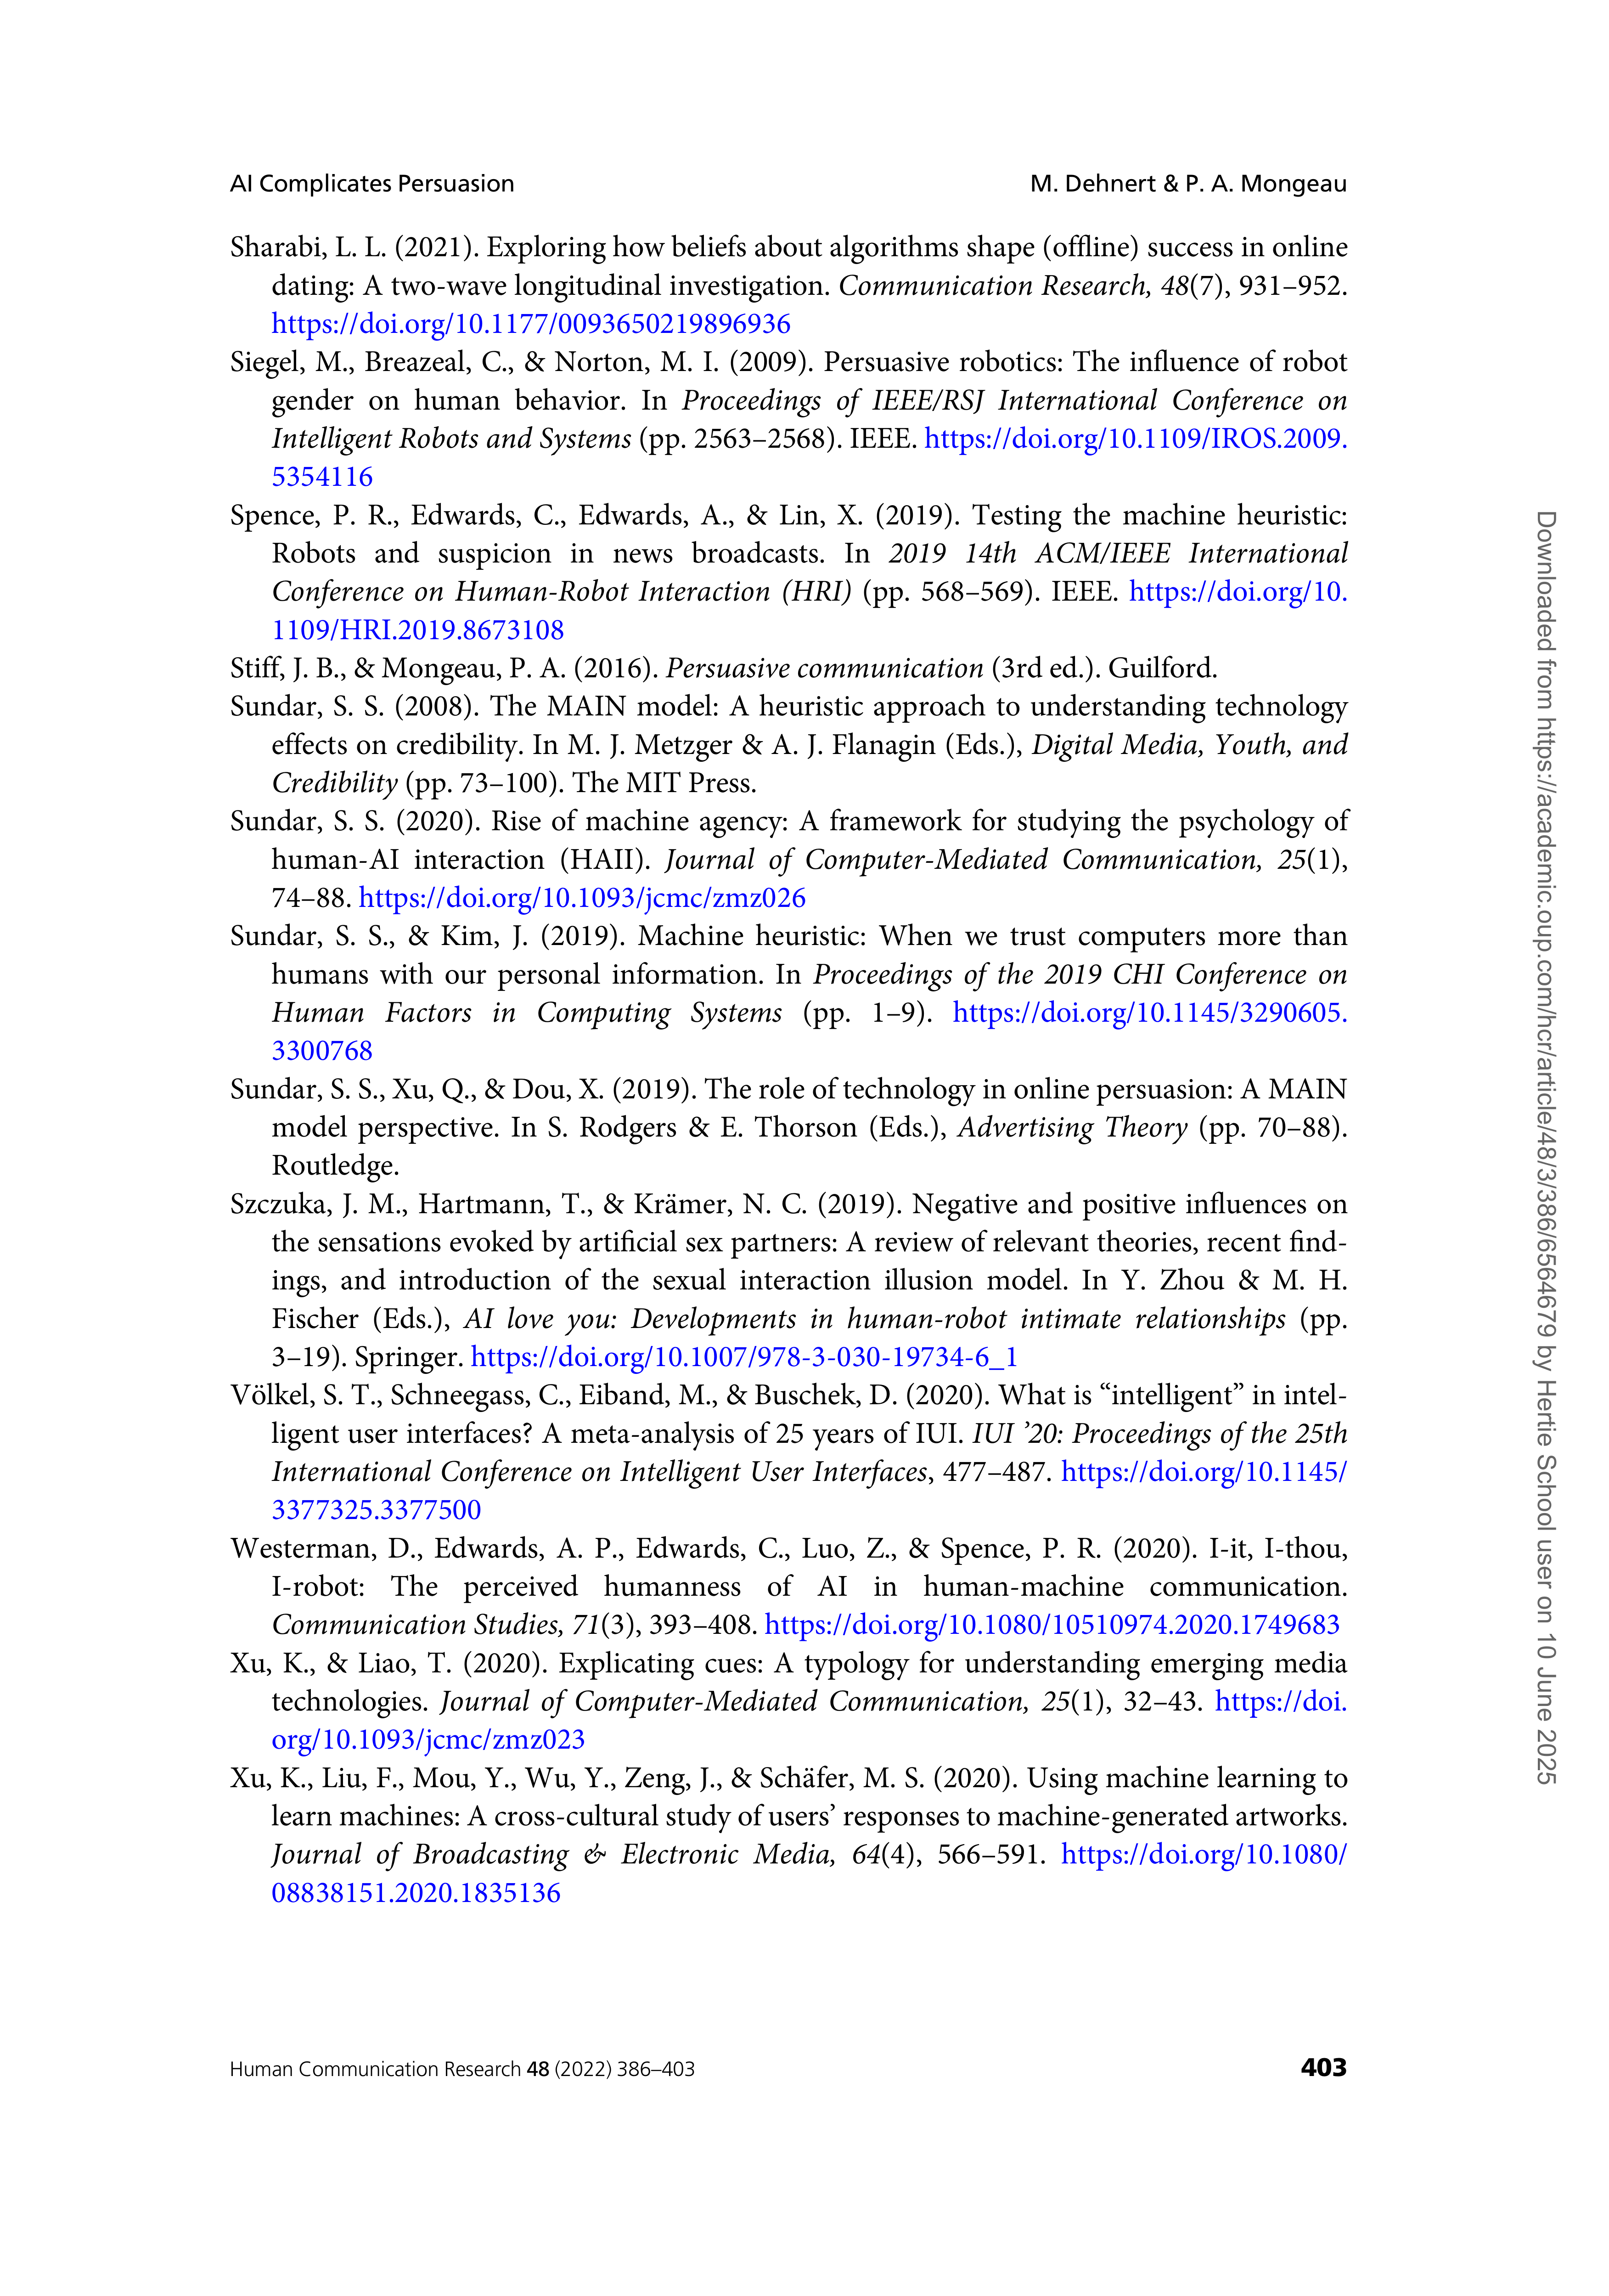 AI Complicates Persuasion
M. Dehnert & P. A. Mongeau
Sharabi, L. L. (2021). Exploring how beliefs about algorithms shape (offline) success in online
dating: A two-wave longitudinal investigation. Communication Research, 48(7), 931–952.
https://doi.org/10.1177/0093650219896936
Siegel, M., Breazeal, C., & Norton, M. I. (2009). Persuasive robotics: The influence of robot
gender on human behavior. In Proceedings of IEEE/RSJ International Conference on
Intelligent Robots and Systems (pp. 2563–2568). IEEE. https://doi.org/10.1109/IROS.2009.
5354116
Spence, P. R., Edwards, C., Edwards, A., & Lin, X. (2019). Testing the machine heuristic:
Robots and suspicion in news broadcasts. In 2019 14th ACM/IEEE International
Conference on Human-Robot Interaction (HRI) (pp. 568–569). IEEE. https://doi.org/10.
1109/HRI.2019.8673108
Stiff, J. B., & Mongeau, P. A. (2016). Persuasive communication (3rd ed.). Guilford.
Sundar, S. S. (2008). The MAIN model: A heuristic approach to understanding technology
effects on credibility. In M. J. Metzger & A. J. Flanagin (Eds.), Digital Media, Youth, and
Credibility (pp. 73–100). The MIT Press.
Sundar, S. S. (2020). Rise of machine agency: A framework for studying the psychology of
human-AI interaction (HAII). Journal of Computer-Mediated Communication, 25(1),
74–88. https://doi.org/10.1093/jcmc/zmz026
Sundar, S. S., & Kim, J. (2019). Machine heuristic: When we trust computers more than
humans with our personal information. In Proceedings of the 2019 CHI Conference on
Human Factors in Computing Systems (pp. 1–9). https://doi.org/10.1145/3290605.
3300768
Sundar, S. S., Xu, Q., & Dou, X. (2019). The role of technology in online persuasion: A MAIN
model perspective. In S. Rodgers & E. Thorson (Eds.), Advertising Theory (pp. 70–88).
Routledge.
Szczuka, J. M., Hartmann, T., & Krämer, N. C. (2019). Negative and positive influences on
the sensations evoked by artificial sex partners: A review of relevant theories, recent find-
ings, and introduction of the sexual interaction illusion model. In Y. Zhou & M. H.
Fischer (Eds.), AI love you: Developments in human-robot intimate relationships (pp.
3–19). Springer. https://doi.org/10.1007/978-3-030-19734-6_1
Völkel, S. T., Schneegass, C., Eiband, M., & Buschek, D. (2020). What is “intelligent” in intel-
ligent user interfaces? A meta-analysis of 25 years of IUI. IUI ’20: Proceedings of the 25th
International Conference on Intelligent User Interfaces, 477–487. https://doi.org/10.1145/
3377325.3377500
Westerman, D., Edwards, A. P., Edwards, C., Luo, Z., & Spence, P. R. (2020). I-it, I-thou,
I-robot: The perceived humanness of AI in human-machine communication.
Communication Studies, 71(3), 393–408. https://doi.org/10.1080/10510974.2020.1749683
Xu, K., & Liao, T. (2020). Explicating cues: A typology for understanding emerging media
technologies. Journal of Computer-Mediated Communication, 25(1), 32–43. https://doi.
org/10.1093/jcmc/zmz023
Xu, K., Liu, F., Mou, Y., Wu, Y., Zeng, J., & Schäfer, M. S. (2020). Using machine learning to
learn machines: A cross-cultural study of users’ responses to machine-generated artworks.
Journal of Broadcasting & Electronic Media, 64(4), 566–591. https://doi.org/10.1080/
08838151.2020.1835136
Human Communication Research 48 (2022) 386–403
403
Downloaded from https://academic.oup.com/hcr/article/48/3/386/6564679 by Hertie School user on 10 June 2025